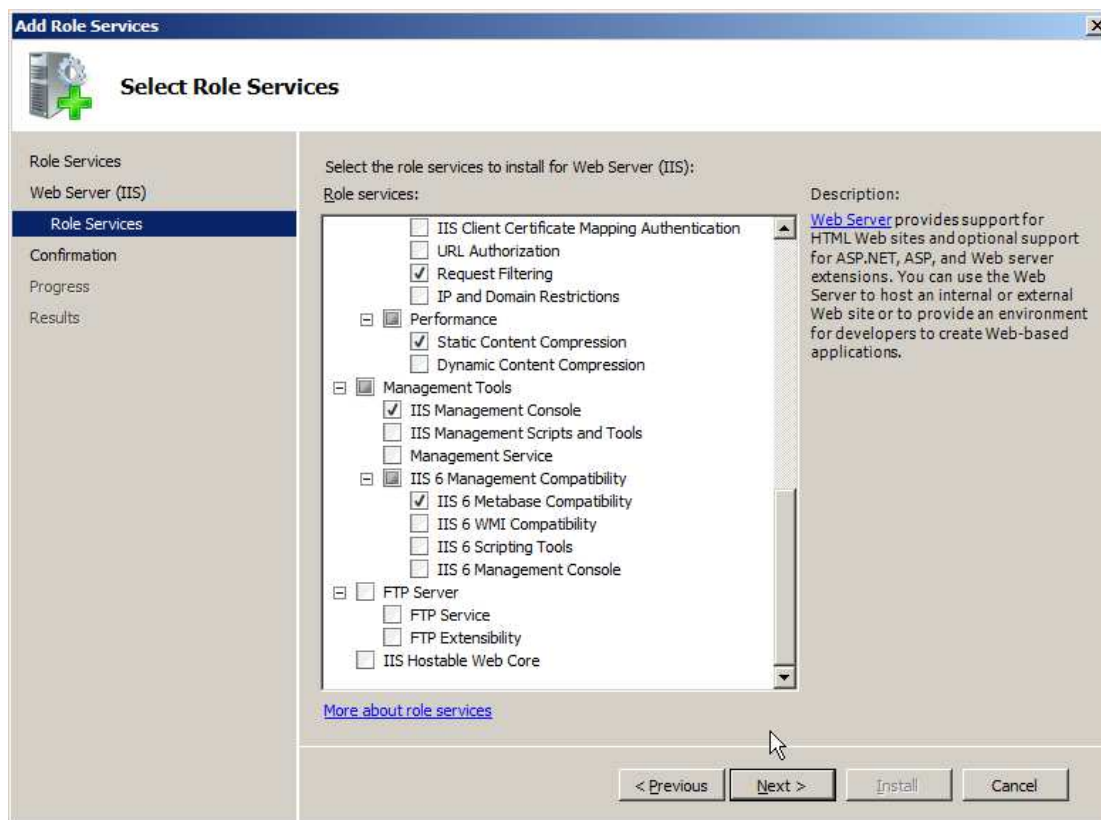 Add Role Services
Select Role Services
Role Services
Web Server (IIS)
Role Services
Confirmation
Progress
Results
Select the role services to install for Web Server (IIS):
Role services:
IIS Client Certificate Mapping Authentication
URL Authorization
Request Filtering
IP and Domain Restrictions
Performance
Static Content Compression
Dynamic Content Compression
Management Tools
IIS Management Console
IIS Management Scripts and Tools
Management Service
IIS 6 Management Compatibility
IIS 6 Metabase Compatibility
IIS 6 WMI Compatibility
IIS 6 Scripting Tools
IIS 6 Management Console
FTP Server
FTP Service
FTP Extensibility
IIS Hostable Web Core
More about role services
Description:
Web Server provides support for
HTML Web sites and optional support
for ASP.NET, ASP, and Web server
extensions. You can use the Web
Server to host an internal or external
Web site or to provide an environment
for developers to create Web-based
applications.
< Previous
Next >
Install
Cancel